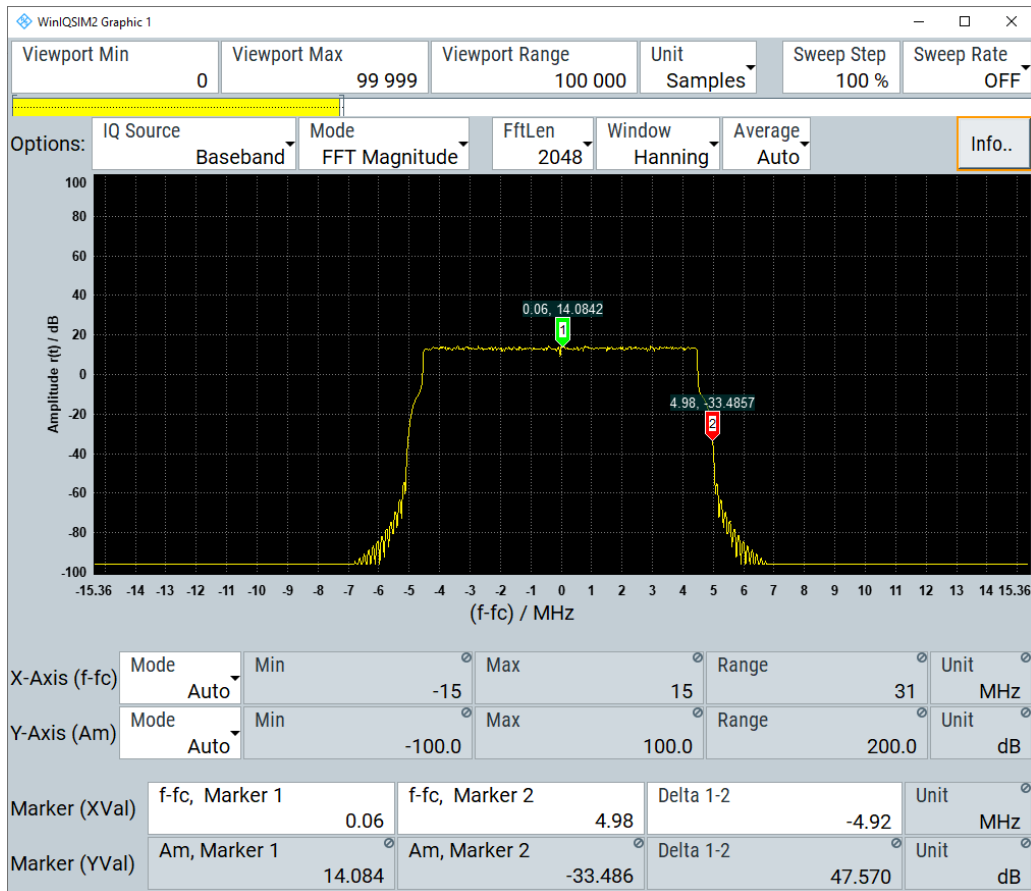 WinIQSIM2 Graphic 1
Viewport Min
0
Viewport Max
99 999
Viewport Range
100 000
Unit
Samples
Sweep Step
100 %
Sweep Rate
OFF
Options:
IQ Source
Baseband
Mode
FFT Magnitude
FftLen
2048
Window
Hanning
Average
Auto
Info..
Amplitude r(t) / dB
100
80
60
40
20
0
-20
-40
-60
-80
-100
0.06, 14.0842
1
4.98, -33.4857
2
-15.36 -14 -13 -12 -11 -10 -9 -8 -7 -6 -5 -4 -3 -2 -1 0 1 2 3 4 5 6 7 8 9 10 11 12 13 14 15.36
(f-fc) / MHz
X-Axis (f-fc)
Mode
Auto
Min
-15
Max
15
Range
31
Unit
MHz
Y-Axis (Am)
Mode
Auto
Min
-100.0
Max
100.0
Range
200.0
Unit
dB
Marker (XVal)
f-fc, Marker 1
0.06
f-fc, Marker 2
4.98
Delta 1-2
-4.92
Unit
MHz
Marker (YVal)
Am, Marker 1
14.084
Am, Marker 2
-33.486
Delta 1-2
47.570
Unit
dB